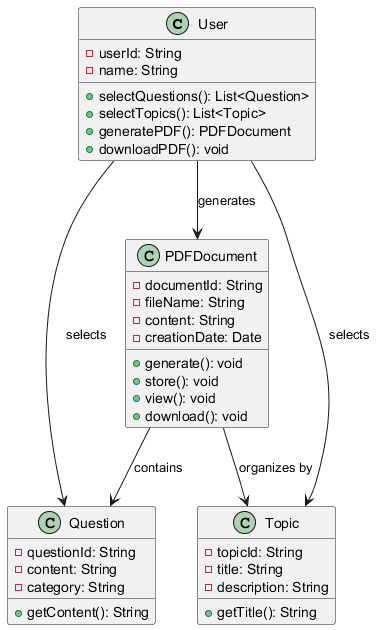 C User
userId: String
name: String
selectQuestions(): List<Question>
selectTopics(): List<Topic>
generatePDF(): PDFDocument
downloadPDF(): void
generates
C PDFDocument
documentId: String
fileName: String
content: String
creationDate: Date
generate(): void
store(): void
view(): void
download(): void
selects
selects
contains
organizes by
C Question
questionId: String
content: String
category: String
getContent(): String
C Topic
topicId: String
title: String
description: String
getTitle(): String